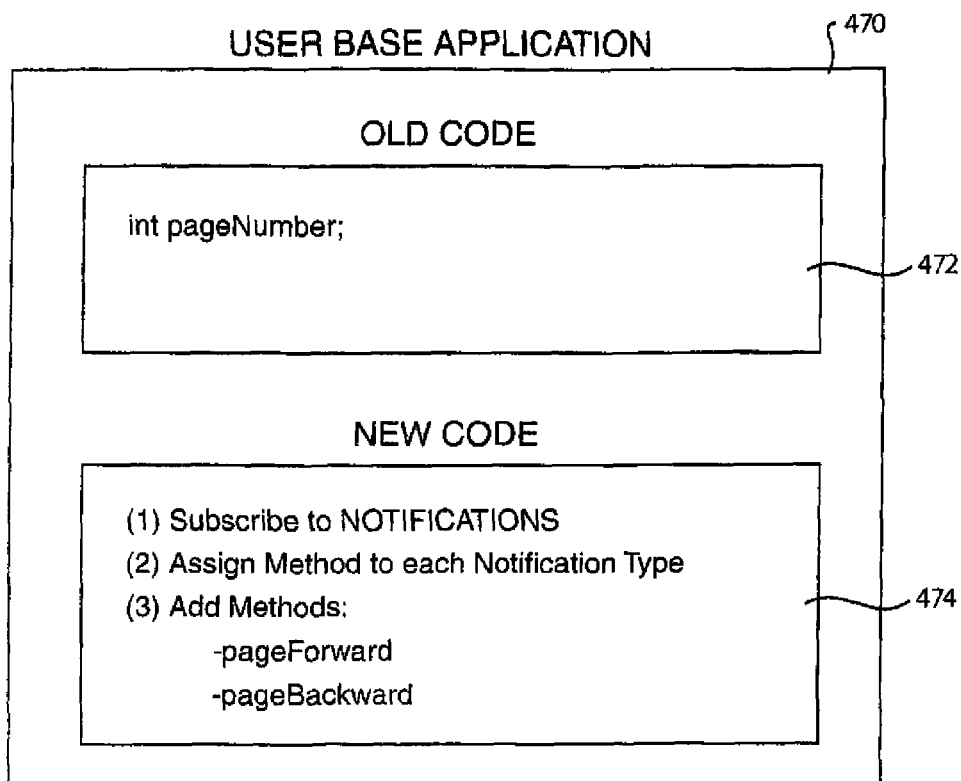 470
USER BASE APPLICATION
OLD CODE
int pageNumber;
472
NEW CODE
(1) Subscribe to NOTIFICATIONS
(2) Assign Method to each Notification Type
(3) Add Methods:
-pageForward
-pageBackward
474